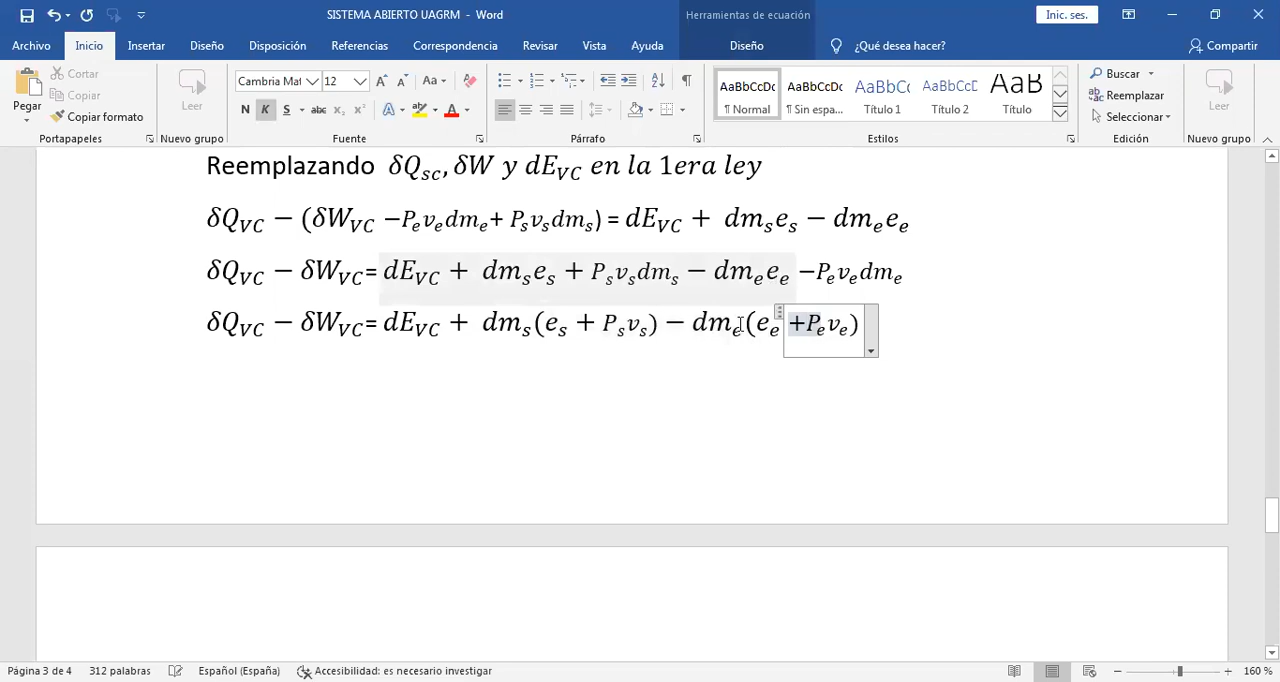 SISTEMA ABIERTO UAGRM - Word
Herramientas de ecuación
Inic. ses.
Archivo Inicio Insertar Diseño Disposición Referencias Correspondencia Revisar Vista Ayuda Diseño ¿Qué desea hacer? Compartir
Pegar
Cortar
Copiar
Copiar formato
Leer
Cambria Mat 12
N K S abc x₂ x²
AaBbCcDc AaBbCcDc AaBbCc AaBbCcD AaB
¶ Normal ¶ Sin espa... Título 1 Título 2 Título
Buscar
Reemplazar
Seleccionar
Leer
Portapapeles Nuevo grupo Fuente Párrafo Estilos Edición Nuevo grupo
Reemplazando δQ_sc, δW y dE_VC en la 1era ley
δQ_VC − (δW_VC −P_e v_e dm_e + P_s v_s dm_s) = dE_VC + dm_s e_s − dm_e e_e
δQ_VC − δW_VC= dE_VC + dm_s e_s + P_s v_s dm_s − dm_e e_e −P_e v_e dm_e
δQ_VC − δW_VC= dE_VC + dm_s(e_s + P_s v_s) − dm_e(e_e +P_e v_e)
Página 3 de 4 312 palabras Español (España) Accesibilidad: es necesario investigar 160 %